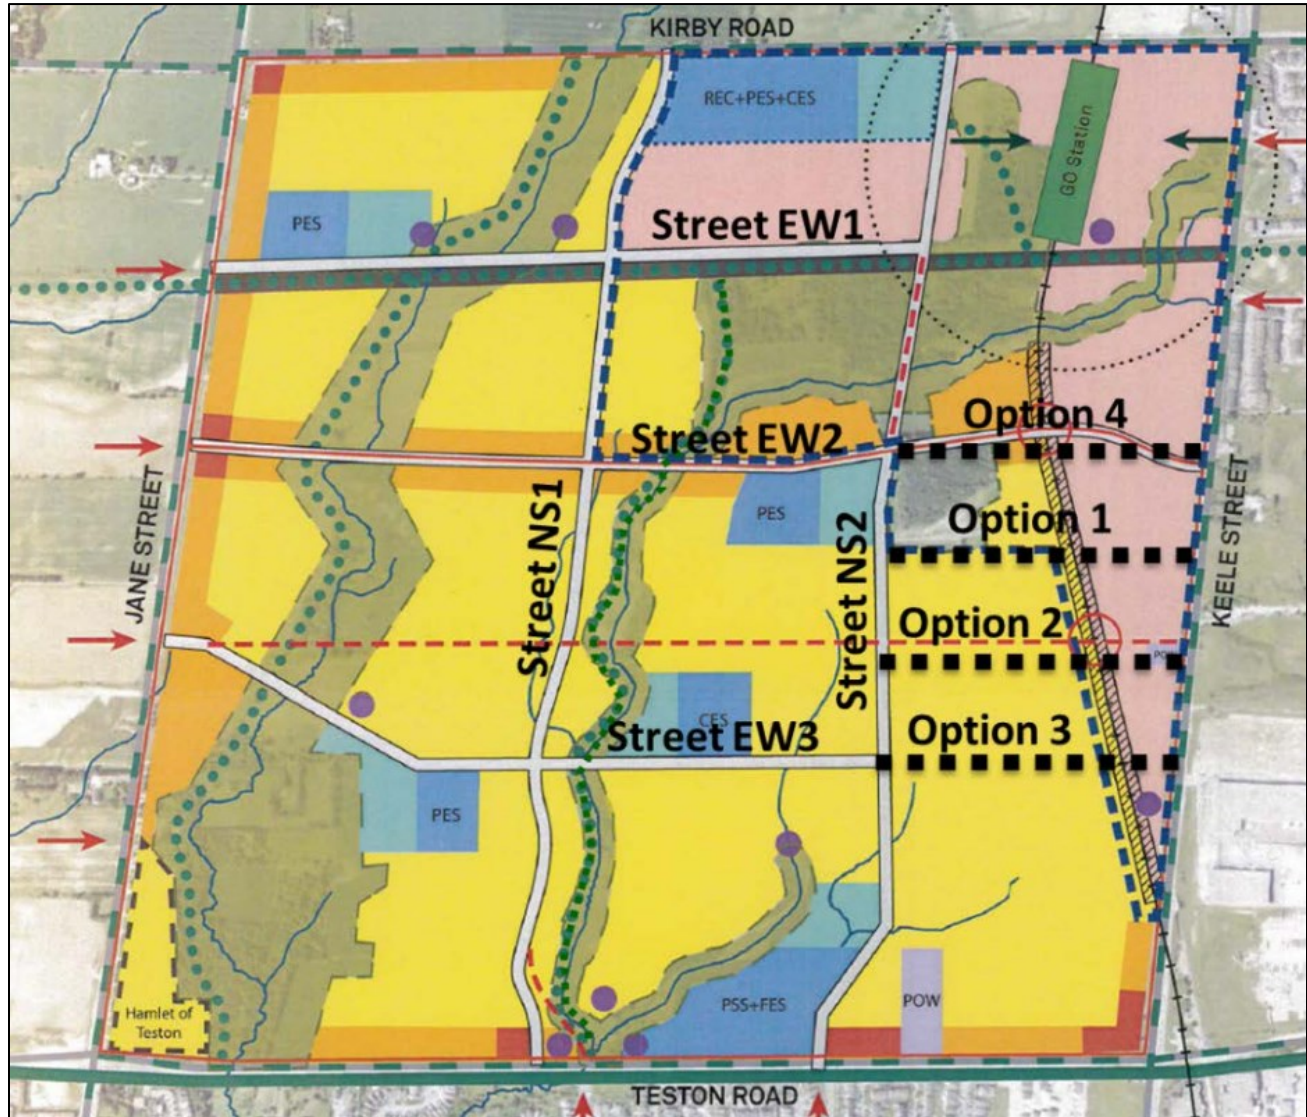 KIRBY ROAD
REC+PES+CES
GO Station
PES
Street EW1
Option 4
Street EW2
JANE STREET
Street NS1
PES
Street NS2
Option 1
KEELE STREET
Option 2
CES
Street EW3
Option 3
PES
Hamlet of
Teston
PSS+FES
POW
TESTON ROAD